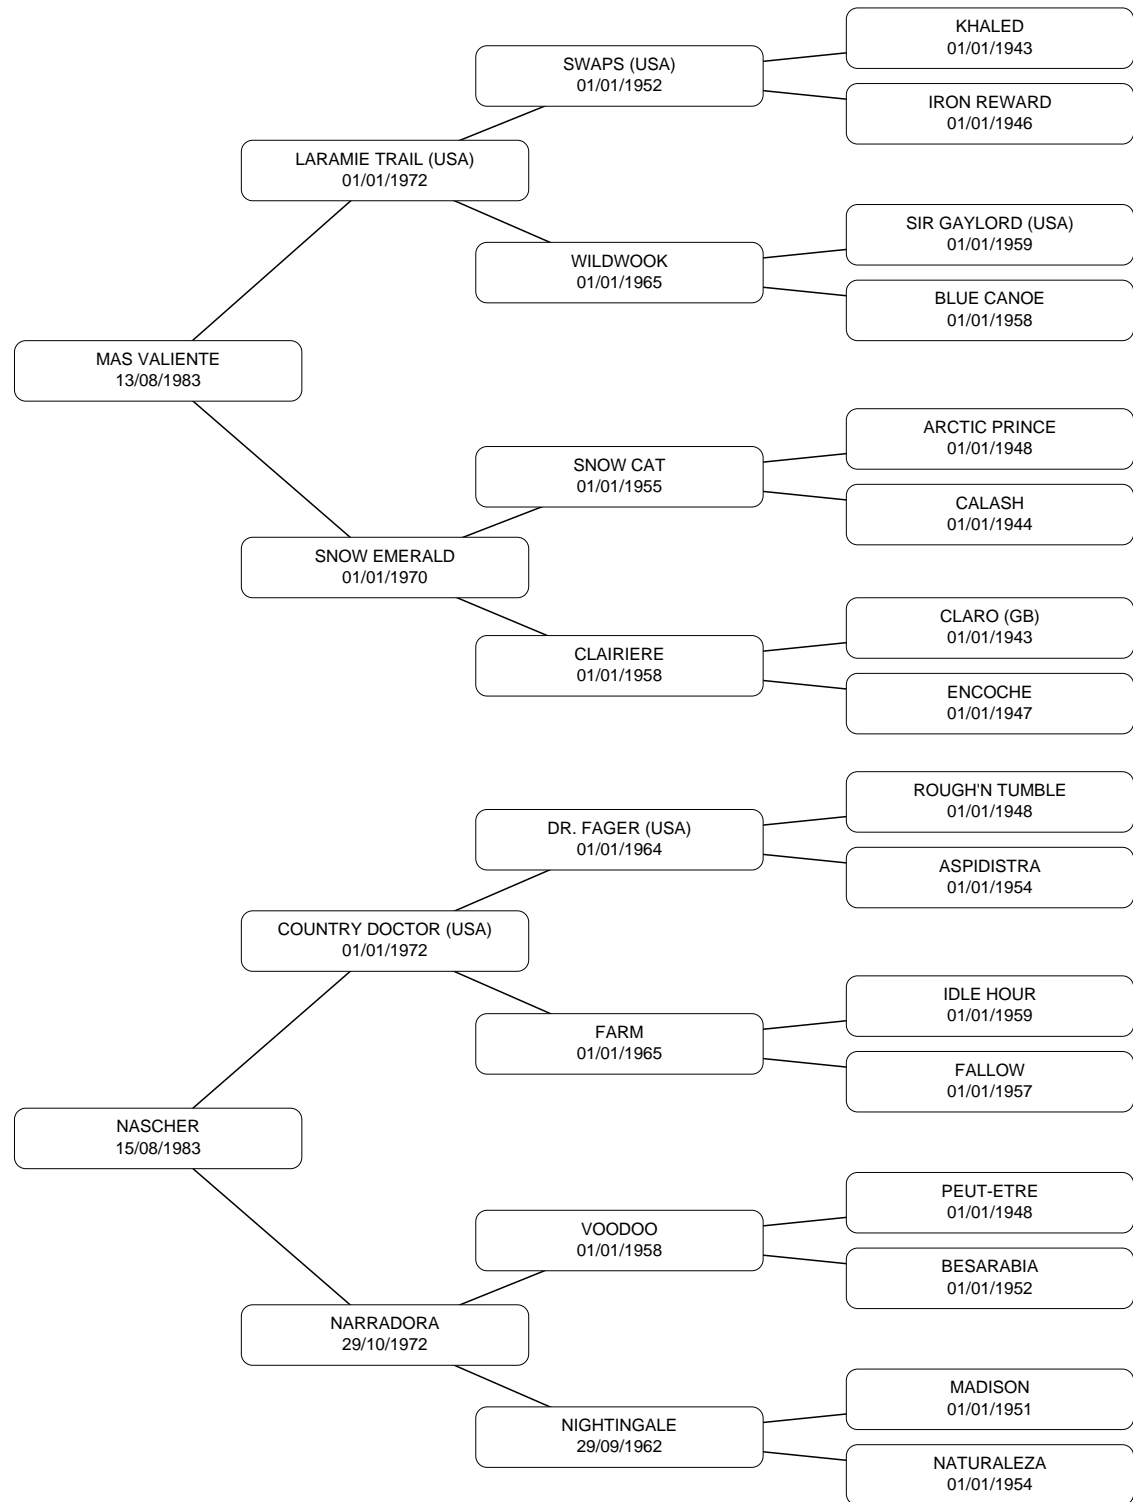 KHALED
01/01/1943
SWAPS (USA)
01/01/1952
IRON REWARD
01/01/1946
LARAMIE TRAIL (USA)
01/01/1972
SIR GAYLORD (USA)
01/01/1959
WILDWOOK
01/01/1965
BLUE CANOE
01/01/1958
MAS VALIENTE
13/08/1983
ARCTIC PRINCE
01/01/1948
SNOW CAT
01/01/1955
CALASH
01/01/1944
SNOW EMERALD
01/01/1970
CLARO (GB)
01/01/1943
CLAIRIERE
01/01/1958
ENCOCHE
01/01/1947
ROUGH'N TUMBLE
01/01/1948
DR. FAGER (USA)
01/01/1964
ASPIDISTRA
01/01/1954
COUNTRY DOCTOR (USA)
01/01/1972
IDLE HOUR
01/01/1959
FARM
01/01/1965
FALLOW
01/01/1957
NASCHER
15/08/1983
PEUT-ETRE
01/01/1948
VOODOO
01/01/1958
BESARABIA
01/01/1952
NARRADORA
29/10/1972
MADISON
01/01/1951
NIGHTINGALE
29/09/1962
NATURALEZA
01/01/1954